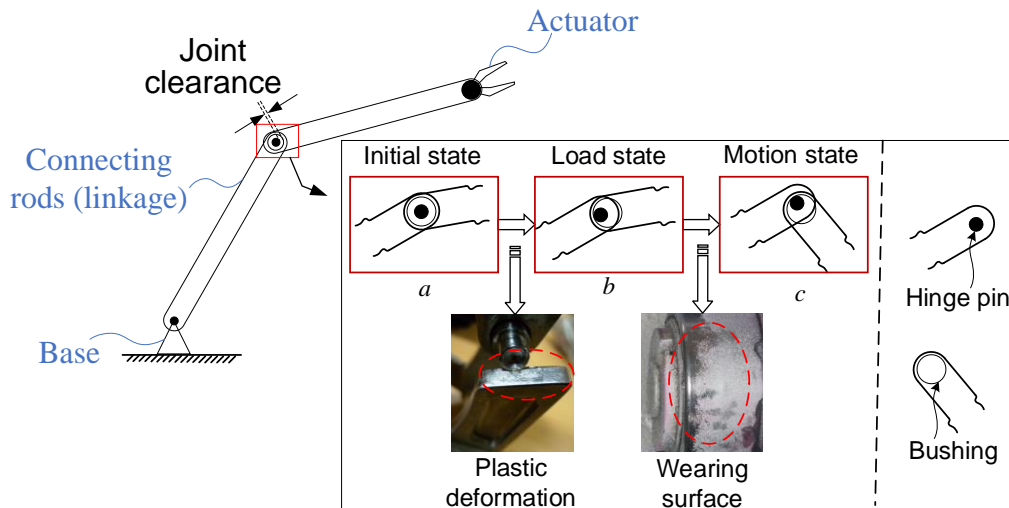 Actuator
Joint
clearance
Connecting
rods (linkage)
Base
Initial state
Load state
Motion state
a
b
c
Plastic
deformation
Wearing
surface
Hinge pin
Bushing